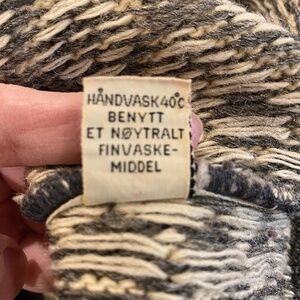 HÅNDVASK 40°C
BENYTT
ET NØYTRALT
FINVASKE-
MIDDEL